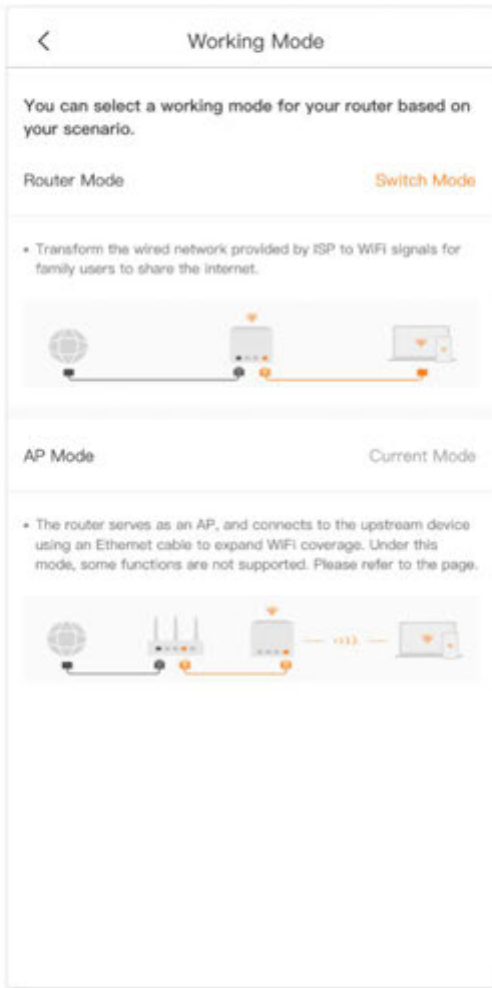 Working Mode
You can select a working mode for your router based on
your scenario.
Router Mode
Switch Mode
• Transform the wired network provided by ISP to WiFi signals for
family users to share the internet.
AP Mode
Current Mode
• The router serves as an AP, and connects to the upstream device
using an Ethernet cable to expand WiFi coverage. Under this
mode, some functions are not supported. Please refer to the page.